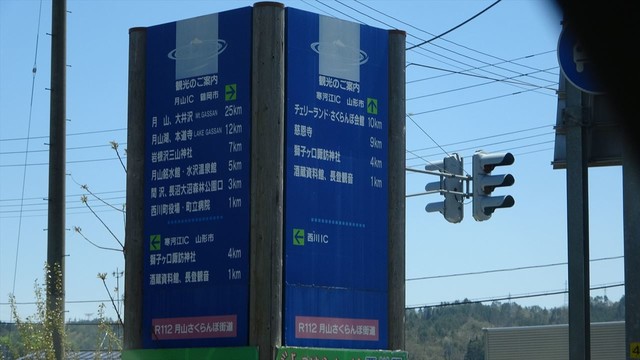 観光のご案内
月山IC 鶴岡市
月 山、大井沢 Mt.GASSAN 25km
月山湖、本道寺 LAKE GASSAN 12km
岩根沢三山神社 7km
月山銘水館・水沢温泉館 5km
間沢、長沼大沼森林公園口 3km
西川町役場・町立病院 1km
寒河江IC 山形市
獅子ヶ口諏訪神社 4km
酒蔵資料館、長登観音 1km
R112 月山さくらんぼ街道
観光のご案内
寒河江IC 山形市
チェリーランド・さくらんぼ会館 10km
慈恩寺 9km
獅子ヶ口諏訪神社 4km
酒蔵資料館、長登観音 1km
西川IC
R112 月山さくらんぼ街道